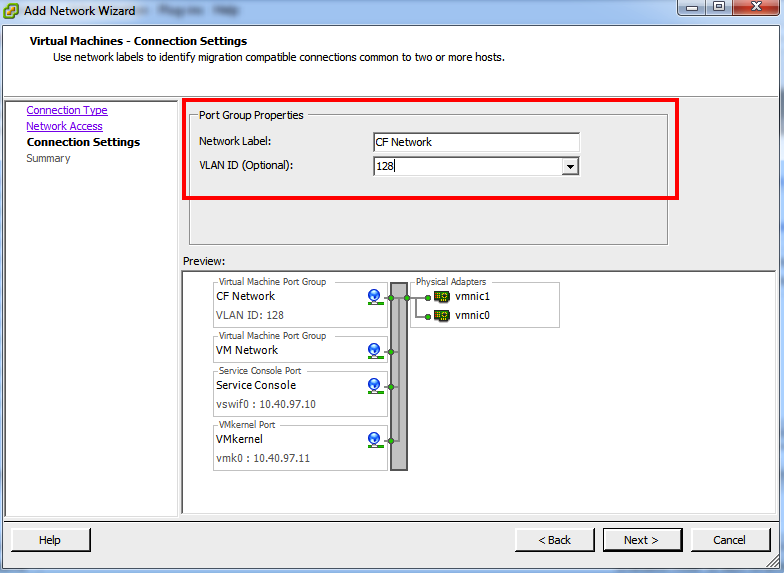 Add Network Wizard
Virtual Machines - Connection Settings
Use network labels to identify migration compatible connections common to two or more hosts.
Connection Type
Network Access
Connection Settings
Summary
Port Group Properties
Network Label:
CF Network
VLAN ID (Optional):
128
Preview:
Virtual Machine Port Group
CF Network
VLAN ID: 128
Physical Adapters
vmnic1
vmnic0
Virtual Machine Port Group
VM Network
Service Console Port
Service Console
vswif0 : 10.40.97.10
VMkernel Port
VMkernel
vmk0 : 10.40.97.11
Help
< Back
Next >
Cancel